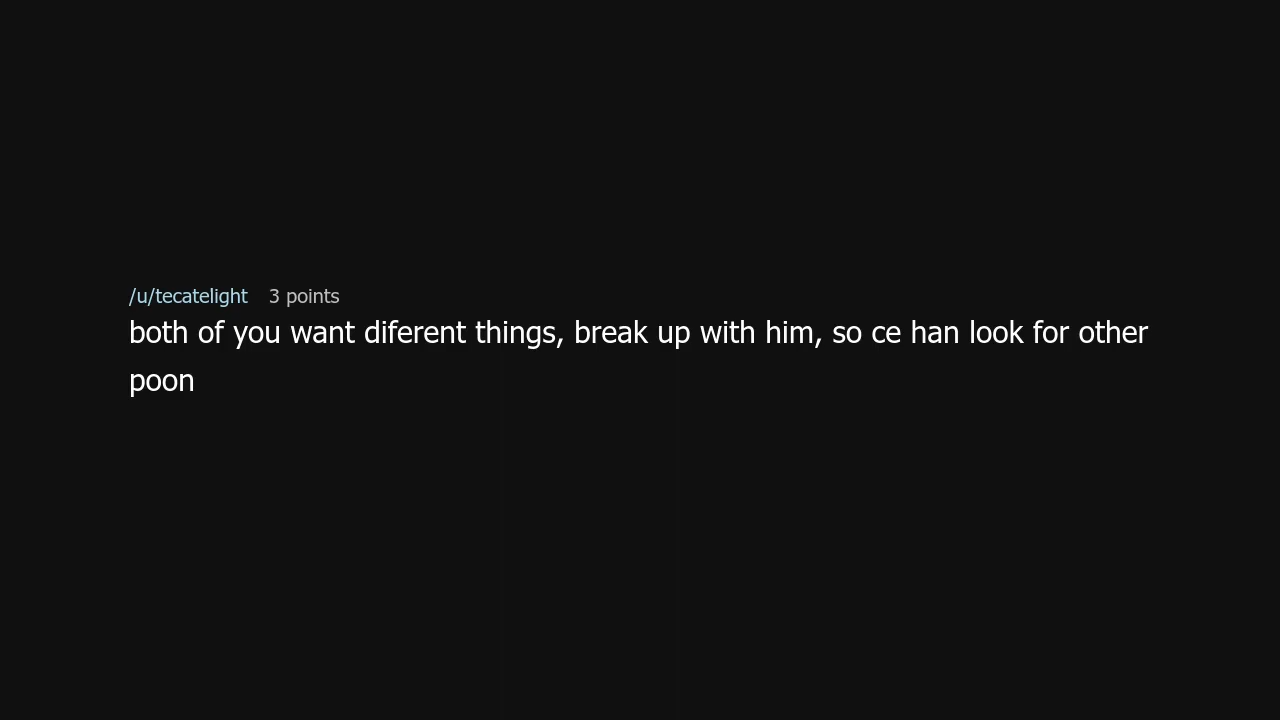 /u/tecatelight 3 points
both of you want diferent things, break up with him, so ce han look for other
poon